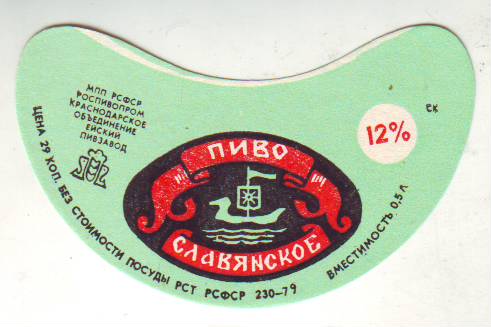 МПП РСФСР
РОСПИВОПРОМ
КРАСНОДАРСКОЕ
ОБЪЕДИНЕНИЕ
ЕЙСКИЙ
ПИВЗАВОД
ЕК
12%
ПИВО
СЛАВЯНСКОЕ
ЦЕНА 29 КОП. БЕЗ СТОИМОСТИ ПОСУДЫ РСТ РСФСР 230–79 ВМЕСТИМОСТЬ 0,5 Л